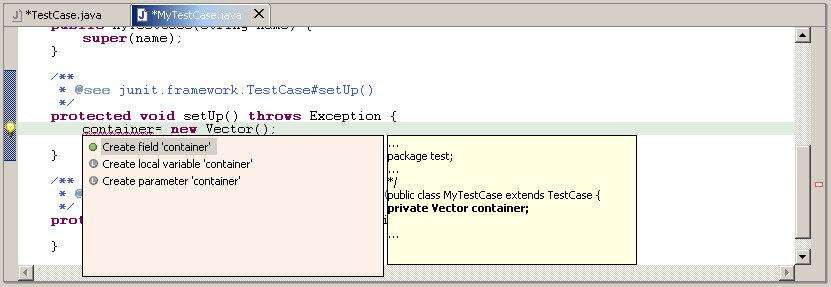 *TestCase.java
*MyTestCase.java
public MyTestCase(String name) {
super(name);
}
/**
* @see junit.framework.TestCase#setUp()
*/
protected void setUp() throws Exception {
container= new Vector();
}
/**
* @
*/
pro
}
Create field 'container'
Create local variable 'container'
Create parameter 'container'
...
package test;
...
*/
public class MyTestCase extends TestCase {
private Vector container;
...